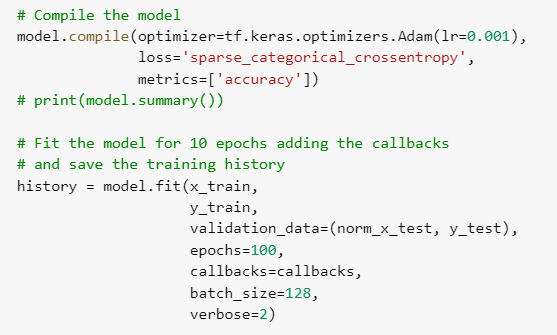 # Compile the model
model.compile(optimizer=tf.keras.optimizers.Adam(lr=0.001),
              loss='sparse_categorical_crossentropy',
              metrics=['accuracy'])
# print(model.summary())

# Fit the model for 10 epochs adding the callbacks
# and save the training history
history = model.fit(x_train,
                    y_train,
                    validation_data=(norm_x_test, y_test),
                    epochs=100,
                    callbacks=callbacks,
                    batch_size=128,
                    verbose=2)